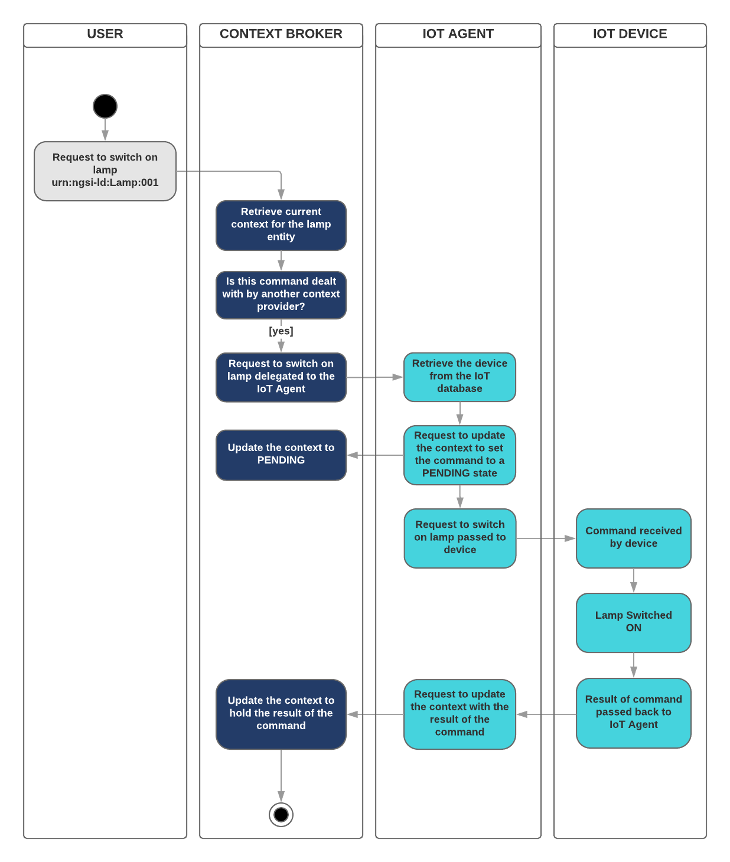 USER
CONTEXT BROKER
IOT AGENT
IOT DEVICE
Request to switch on
lamp
urn:ngsi-ld:Lamp:001
Retrieve current
context for the lamp
entity
Is this command dealt
with by another context
provider?
[yes]
Request to switch on
lamp delegated to the
IoT Agent
Retrieve the device
from the IoT
database
Request to update
the context to set
the command to a
PENDING state
Update the context to
PENDING
Request to switch
on lamp passed to
device
Command received
by device
Lamp Switched
ON
Result of command
passed back to
IoT Agent
Request to update
the context with the
result of the
command
Update the context to
hold the result of the
command